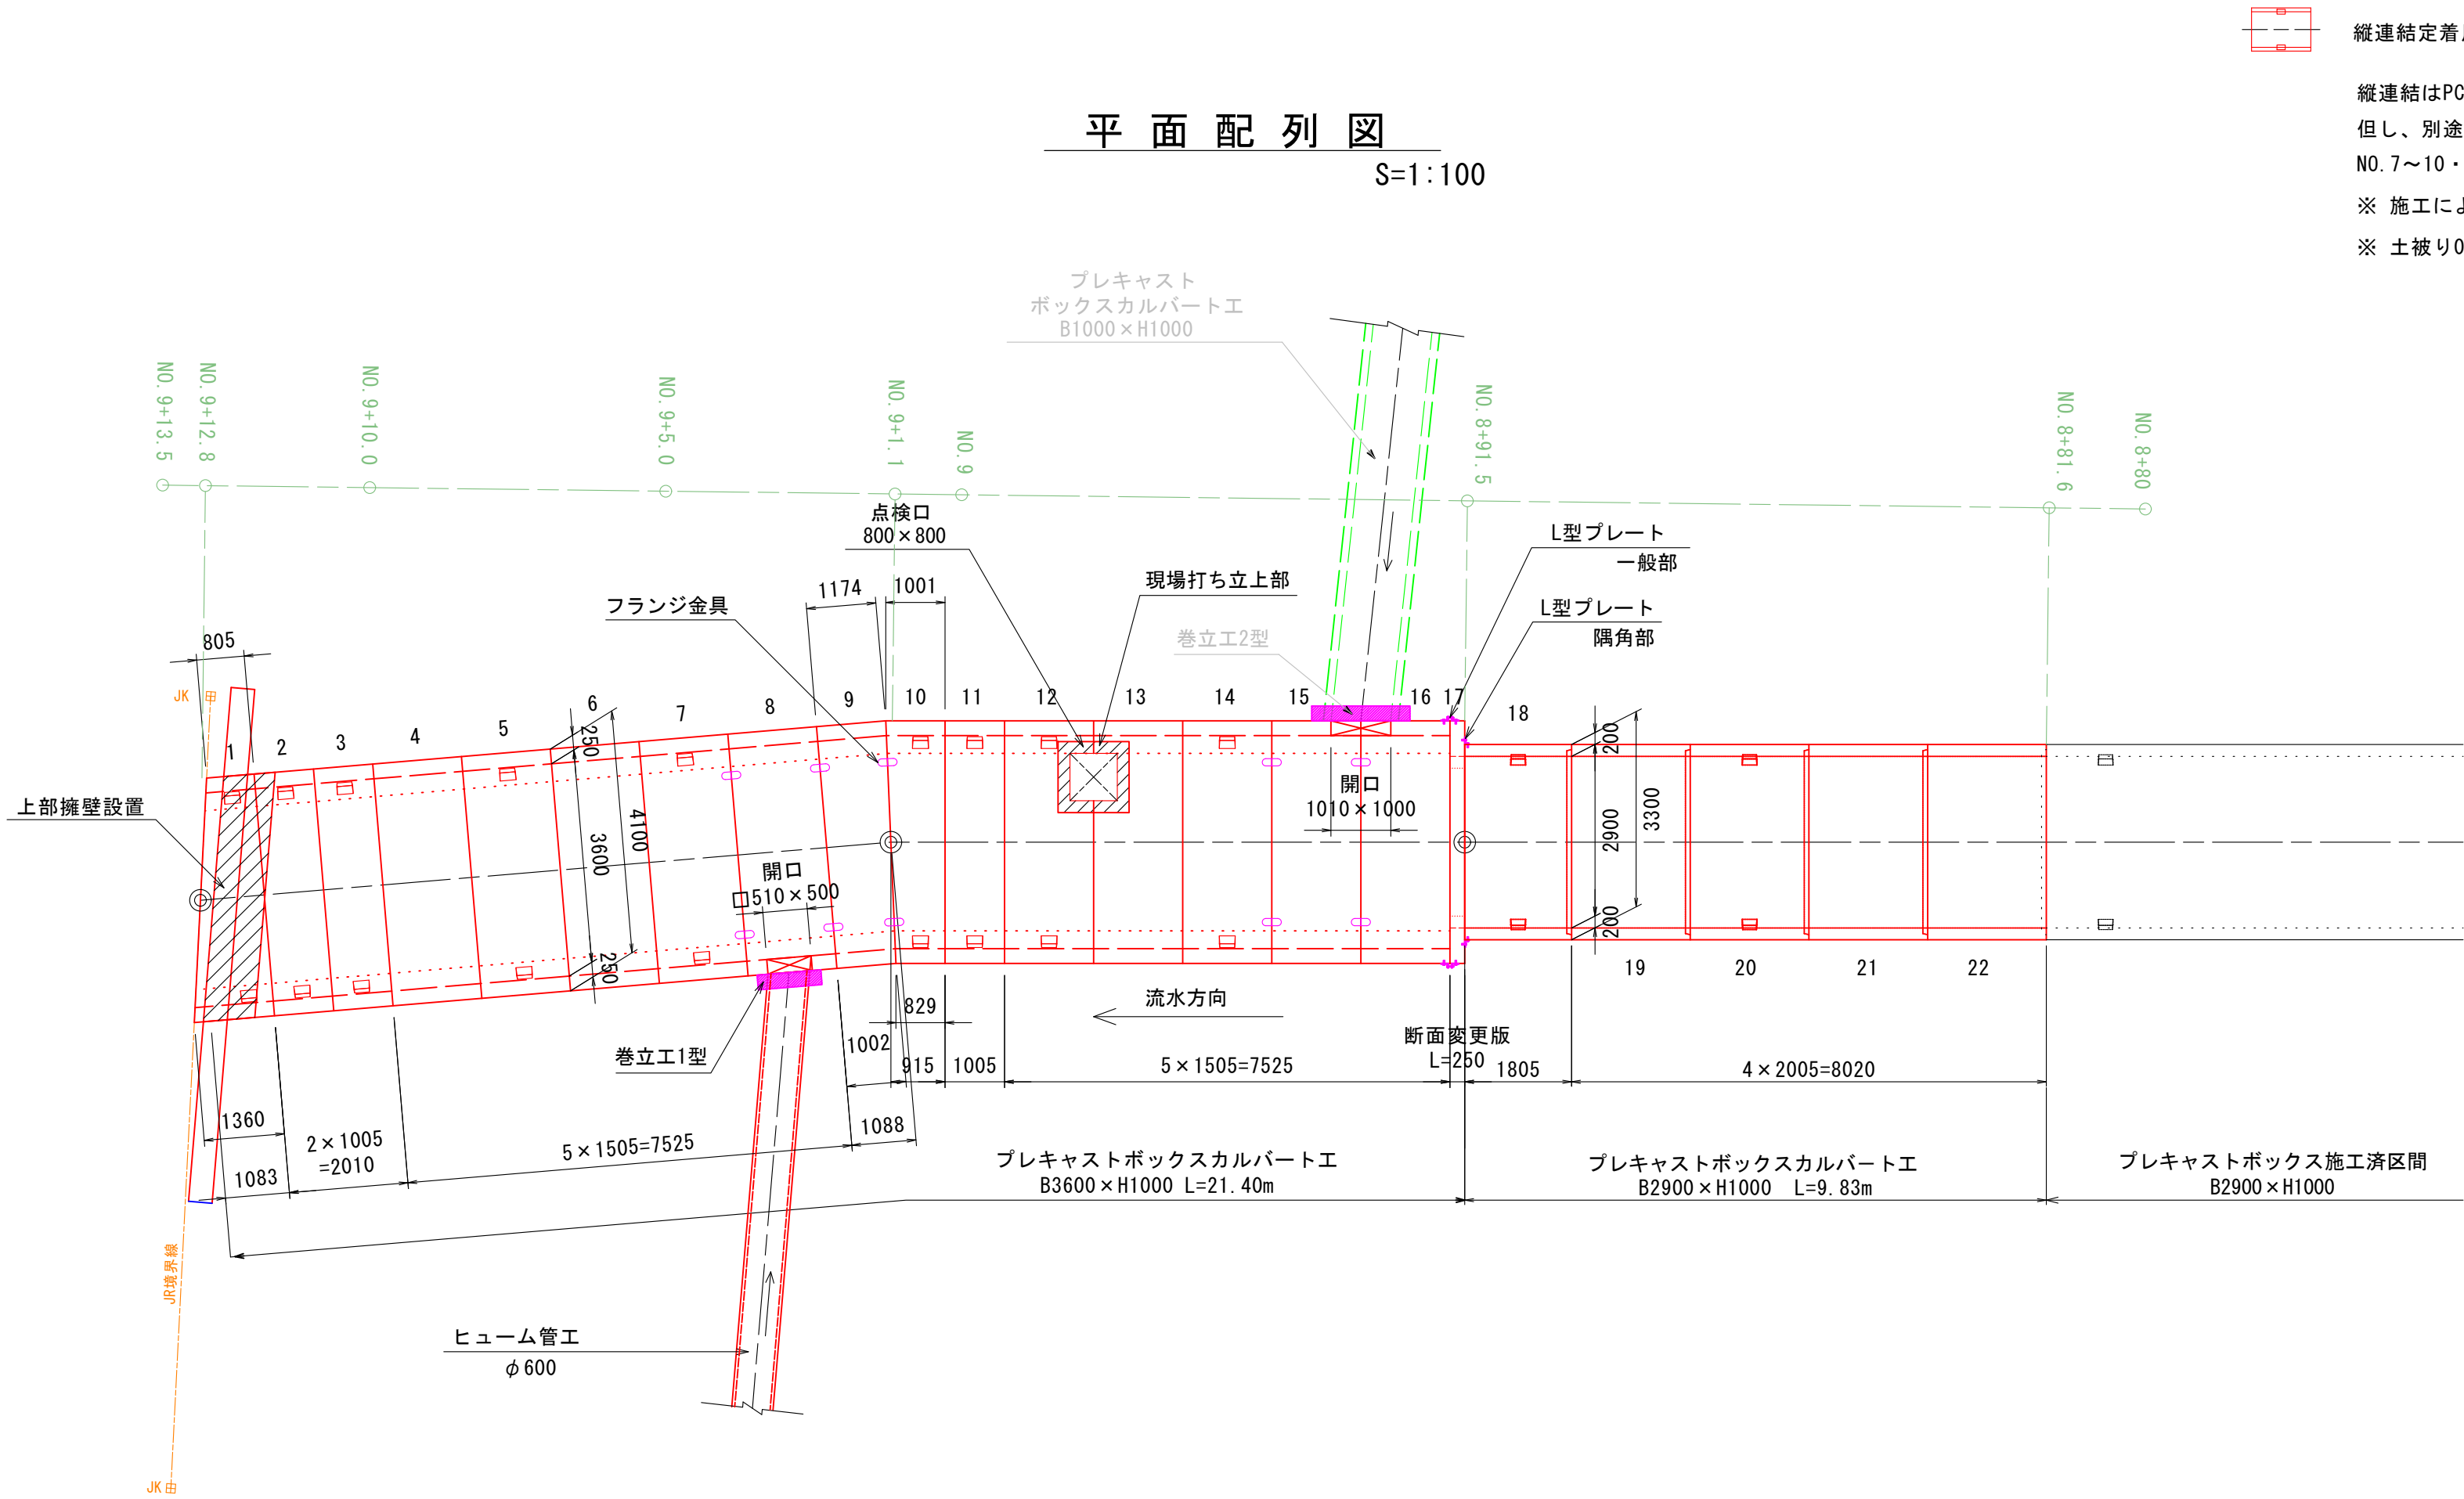 平面配列図
S=1:100
縦連結定着
縦連結はPC
但し、別途
NO.7～10・
※ 施工によ
※ 土被り0
プレキャスト
ボックスカルバート工
B1000×H1000
NO.9+13.5
NO.9+12.8
NO.9+10.0
NO.9+5.0
NO.9+1.1
NO.9
NO.8+91.5
NO.8+81.6
NO.8+80
点検口
800×800
L型プレート
一般部
現場打ち立上部
1174
1001
フランジ金具
L型プレート
隅角部
巻立工2型
805
JK
1
2
3
4
5
6
7
8
9
10
11
12
13
14
15
16
17
18
250
4100
3600
250
200
3300
2900
200
上部擁壁設置
開口
1010×1000
開口
□510×500
19
20
21
22
流水方向
829
1002
915
1005
5×1505=7525
断面変更版
L=250
1805
4×2005=8020
巻立工1型
1360
2×1005
=2010
5×1505=7525
1088
1083
プレキャストボックスカルバート工
B3600×H1000 L=21.40m
プレキャストボックスカルバート工
B2900×H1000 L=9.83m
プレキャストボックス施工済区間
B2900×H1000
JR境界線
ヒューム管工
φ600
JK